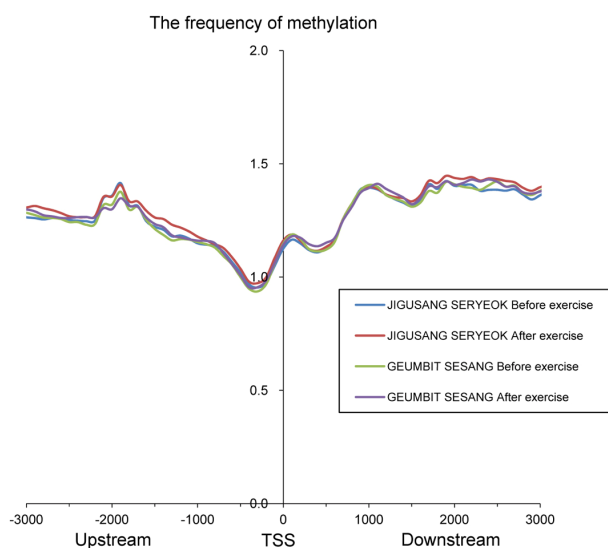 The frequency of methylation
2.0
1.5
1.0
0.5
0.0
JIGUSANG SERYEOK Before exercise
JIGUSANG SERYEOK After exercise
GEUMBIT SESANG Before exercise
GEUMBIT SESANG After exercise
-3000 -2000 -1000 0 1000 2000 3000
Upstream TSS Downstream